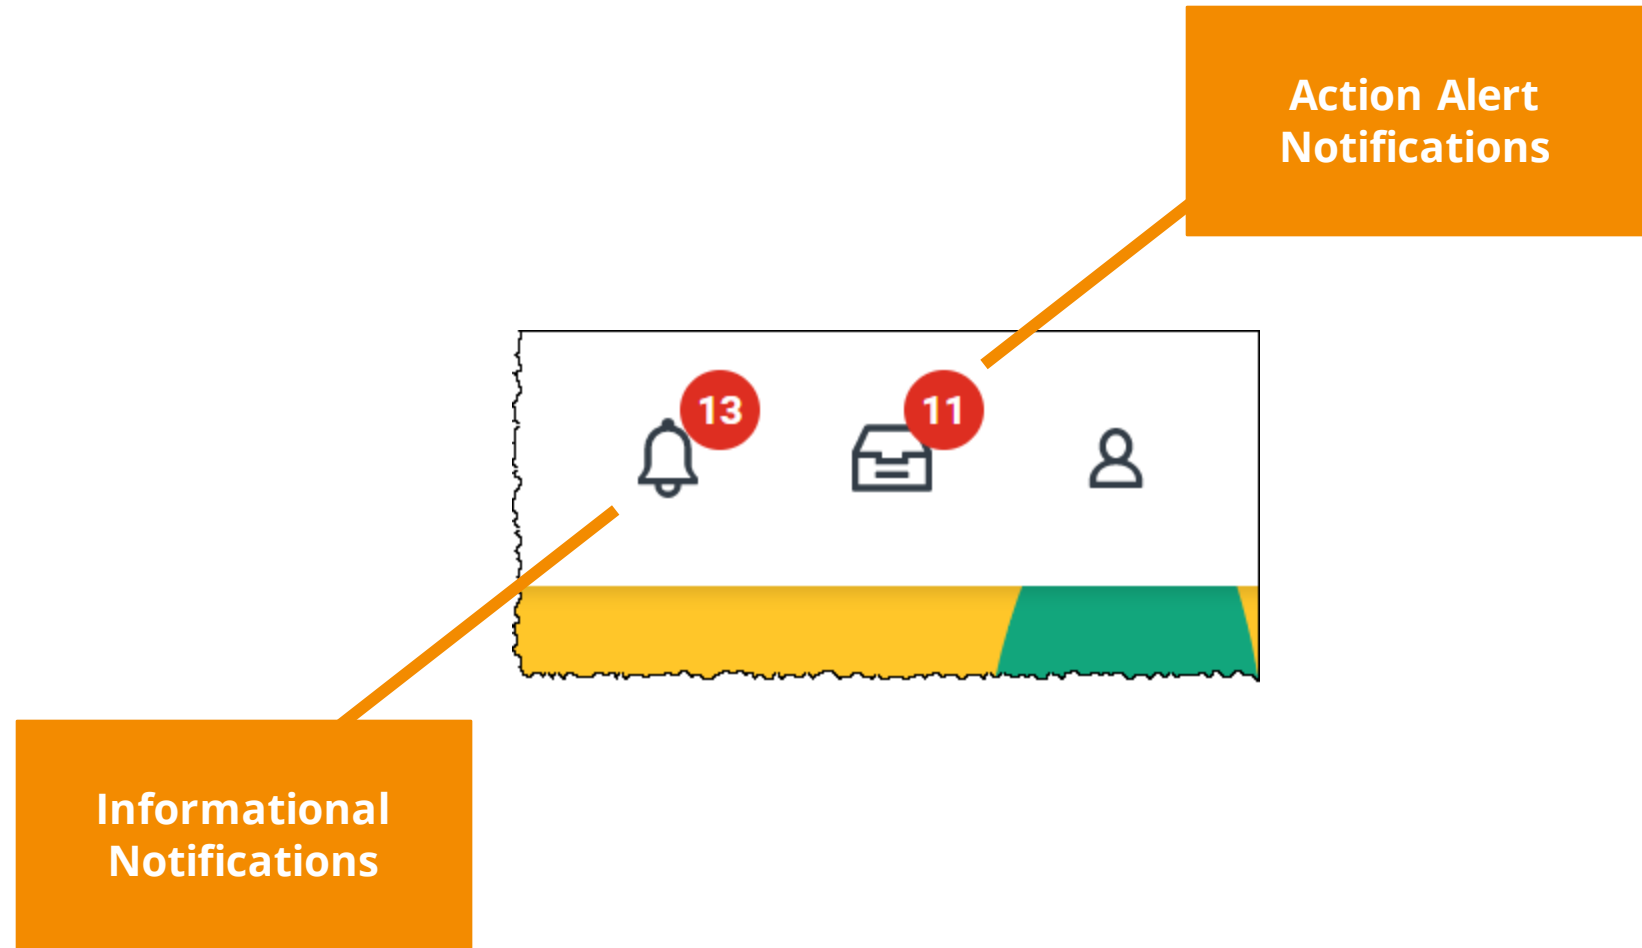 Action Alert
Notifications
13
11
Informational
Notifications